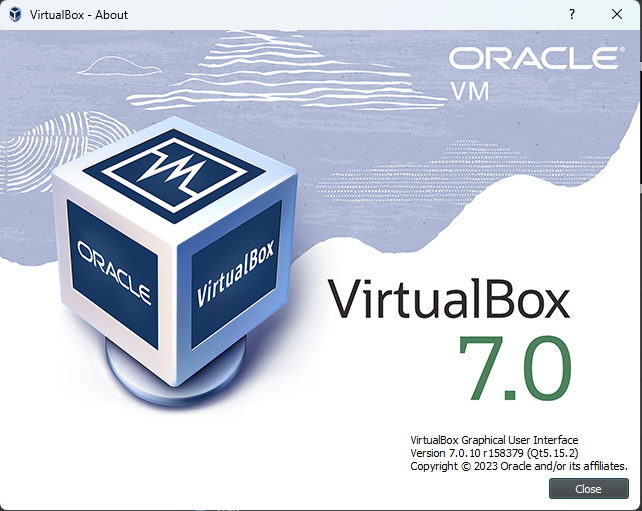 VirtualBox - About
?
ORACLE®
VM
ORACLE
VirtualBox
VirtualBox
7.0
VirtualBox Graphical User Interface
Version 7.0.10 r158379 (Qt5.15.2)
Copyright © 2023 Oracle and/or its affiliates.
Close